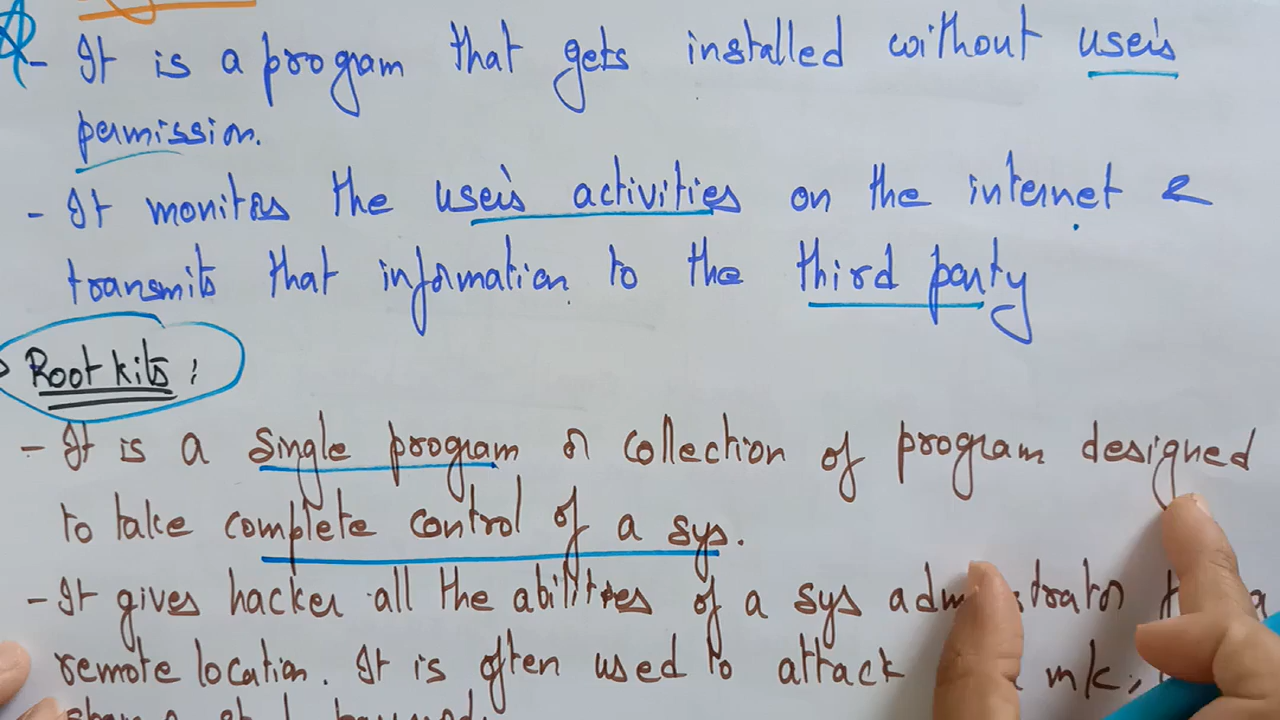 - It is a program that gets installed without user's
permission.
- It monitors the user's activities on the internet &
transmits that information to the third party
Root kits :
- It is a single program or collection of program designed
to take complete control of a sys.
- It gives hacker all the abilities of a sys administrator
remote location. It is often used to attack